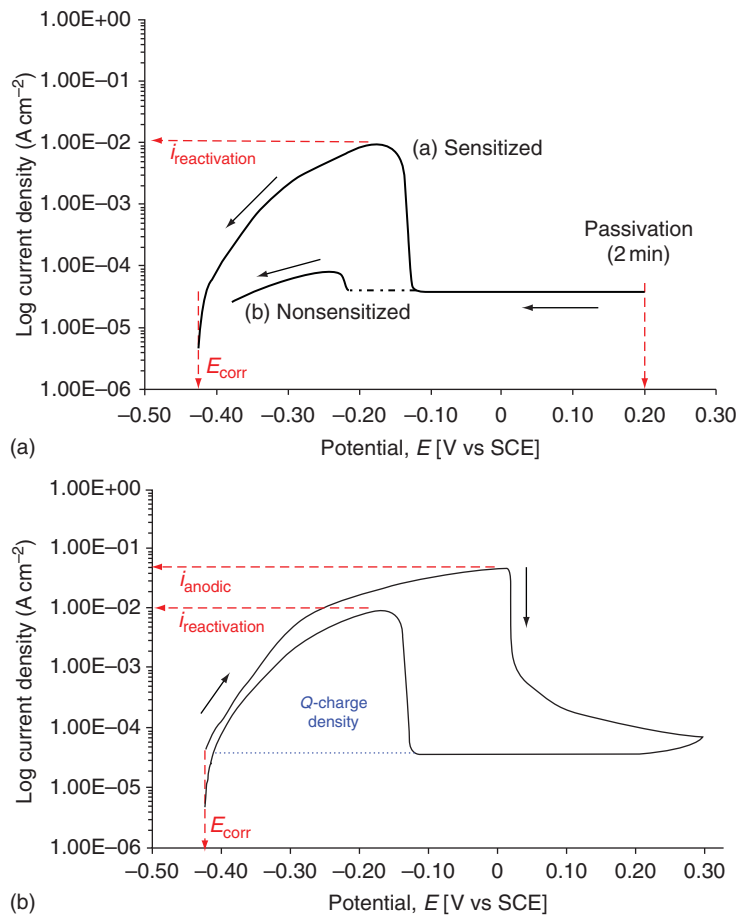 1.00E+00
1.00E–01
1.00E–02
1.00E–03
1.00E–04
1.00E–05
1.00E–06
Log current density (A cm⁻²)
i reactivation
(a) Sensitized
Passivation
(2 min)
(b) Nonsensitized
E corr
–0.50 –0.40 –0.30 –0.20 –0.10 0 0.10 0.20 0.30
(a)
Potential, E [V vs SCE]
1.00E+00
1.00E–01
1.00E–02
1.00E–03
1.00E–04
1.00E–05
1.00E–06
Log current density (A cm⁻²)
i anodic
i reactivation
Q-charge
density
E corr
–0.50 –0.40 –0.30 –0.20 –0.10 0 0.10 0.20 0.30
(b)
Potential, E [V vs SCE]